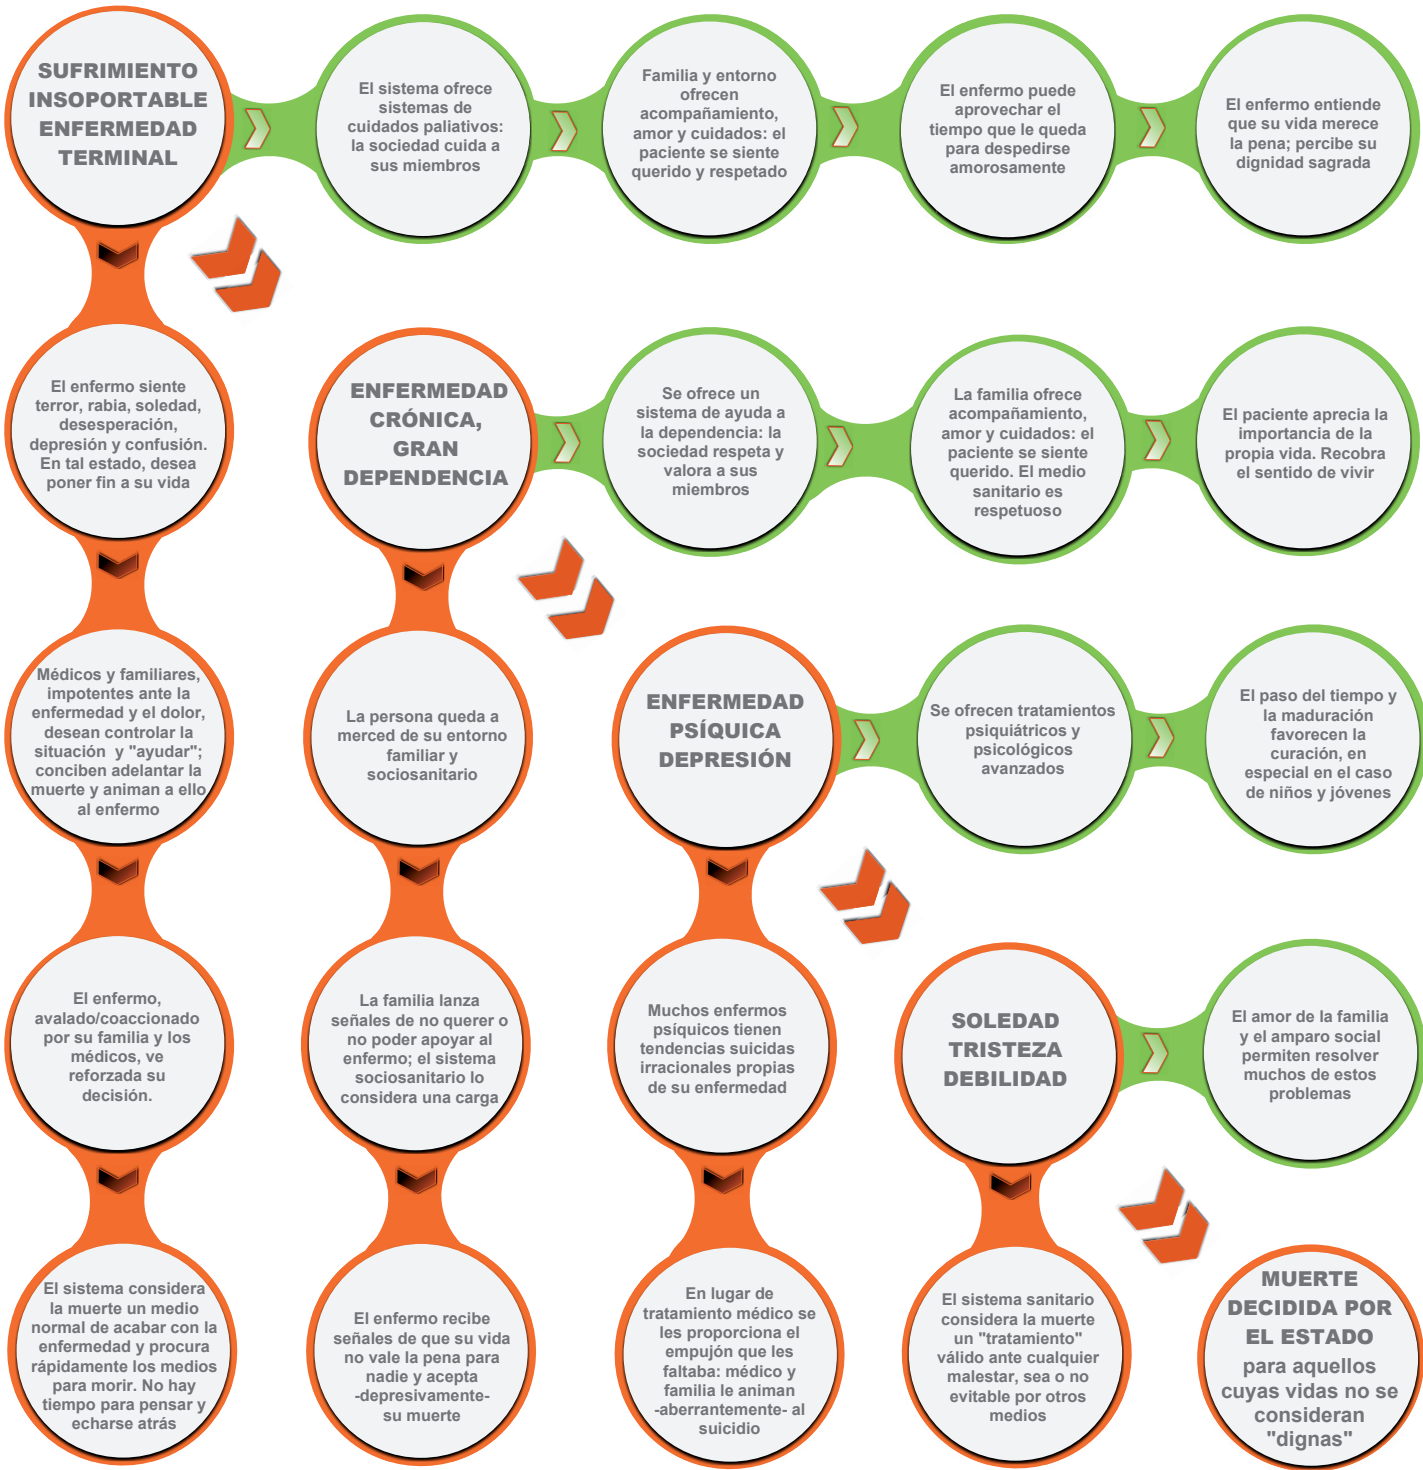 SUFRIMIENTO
INSOPORTABLE
ENFERMEDAD
TERMINAL
El sistema ofrece
sistemas de
cuidados paliativos:
la sociedad cuida a
sus miembros
Familia y entorno
ofrecen
acompañamiento,
amor y cuidados: el
paciente se siente
querido y respetado
El enfermo puede
aprovechar el
tiempo que le queda
para despedirse
amorosamente
El enfermo entiende
que su vida merece
la pena; percibe su
dignidad sagrada
El enfermo siente
terror, rabia, soledad,
desesperación,
depresión y confusión.
En tal estado, desea
poner fin a su vida
ENFERMEDAD
CRÓNICA,
GRAN
DEPENDENCIA
Se ofrece un
sistema de ayuda a
la dependencia: la
sociedad respeta y
valora a sus
miembros
La familia ofrece
acompañamiento,
amor y cuidados: el
paciente se siente
querido. El medio
sanitario es
respetuoso
El paciente aprecia la
importancia de la
propia vida. Recobra
el sentido de vivir
Médicos y familiares,
impotentes ante la
enfermedad y el dolor,
desean controlar la
situación y "ayudar";
conciben adelantar la
muerte y animan a ello
al enfermo
La persona queda a
merced de su entorno
familiar y
sociosanitario
ENFERMEDAD
PSÍQUICA
DEPRESIÓN
Se ofrecen tratamientos
psiquiátricos y
psicológicos
avanzados
El paso del tiempo y
la maduración
favorecen la
curación, en
especial en el caso
de niños y jóvenes
El enfermo,
avalado/coaccionado
por su familia y los
médicos, ve
reforzada su
decisión.
La familia lanza
señales de no querer o
no poder apoyar al
enfermo; el sistema
sociosanitario lo
considera una carga
Muchos enfermos
psíquicos tienen
tendencias suicidas
irracionales propias
de su enfermedad
SOLEDAD
TRISTEZA
DEBILIDAD
El amor de la familia
y el amparo social
permiten resolver
muchos de estos
problemas
El sistema considera
la muerte un medio
normal de acabar con la
enfermedad y procura
rápidamente los medios
para morir. No hay
tiempo para pensar y
echarse atrás
El enfermo recibe
señales de que su vida
no vale la pena para
nadie y acepta
-depresivamente-
su muerte
En lugar de
tratamiento médico se
les proporciona el
empujón que les
faltaba: médico y
familia le animan
-aberrantemente- al
suicidio
El sistema sanitario
considera la muerte
un "tratamiento"
válido ante cualquier
malestar, sea o no
evitable por otros
medios
MUERTE
DECIDIDA POR
EL ESTADO
para aquellos
cuyas vidas no se
consideran
"dignas"